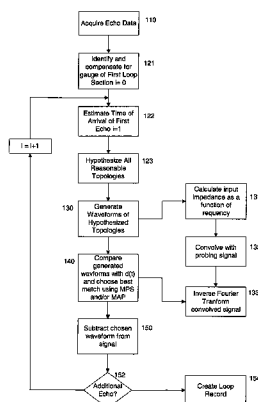 Acquire Echo Data
110
Identify and
compensate for
gauge of First Loop
Section i= 0
121
Estimate Time of
Arrival of First
Echo i=1
122
I = I+1
Hypothesize All
Reasonable
Topologies
123
Generate
Waveforms of
Hypothesized
Topologies
130
Calculate input
impedance as a
function of
requency
Convolve with
probing signal
Inverse Fourier
Tranform
convolved signal
Compare
generated
wavforms with d(t)
and choose best
match using MPS
and/or MAP
140
Subtract chosen
waveform from
signal
150
152
Additional
Echo?
Create Loop
Record